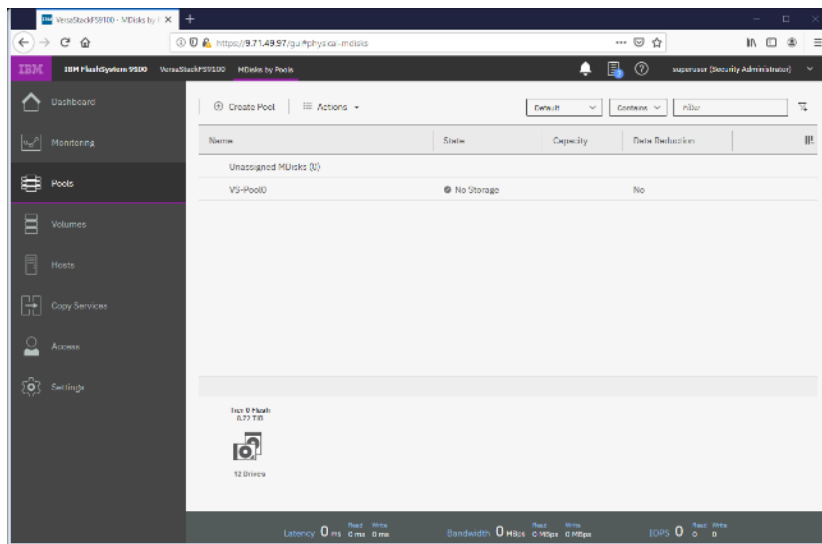 VersaStackFS9100 - MDisks by P
https://9.71.49.97/gui#physical-mdisks
IBM
IBM FlashSystem 9100 VersaStackFS9100 MDisks by Pools
superuser (Security Administrator)
Dashboard
Monitoring
Pools
Volumes
Hosts
Copy Services
Access
Settings
Create Pool Actions
Default Contains Filter
Name State Capacity Data Reduction
Unassigned MDisks (0)
VS-Pool0 No Storage No
Tier 0 Flash
12 Drives
Latency 0 ms Read 0 ms Write 0 ms
Bandwidth 0 MBps Read 0 MBps Write 0 MBps
IOPS 0 Read 0 Write 0